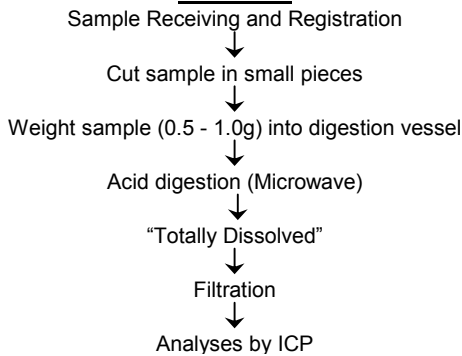 Sample Receiving and Registration
Cut sample in small pieces
Weight sample (0.5 - 1.0g) into digestion vessel
Acid digestion (Microwave)
“Totally Dissolved”
Filtration
Analyses by ICP